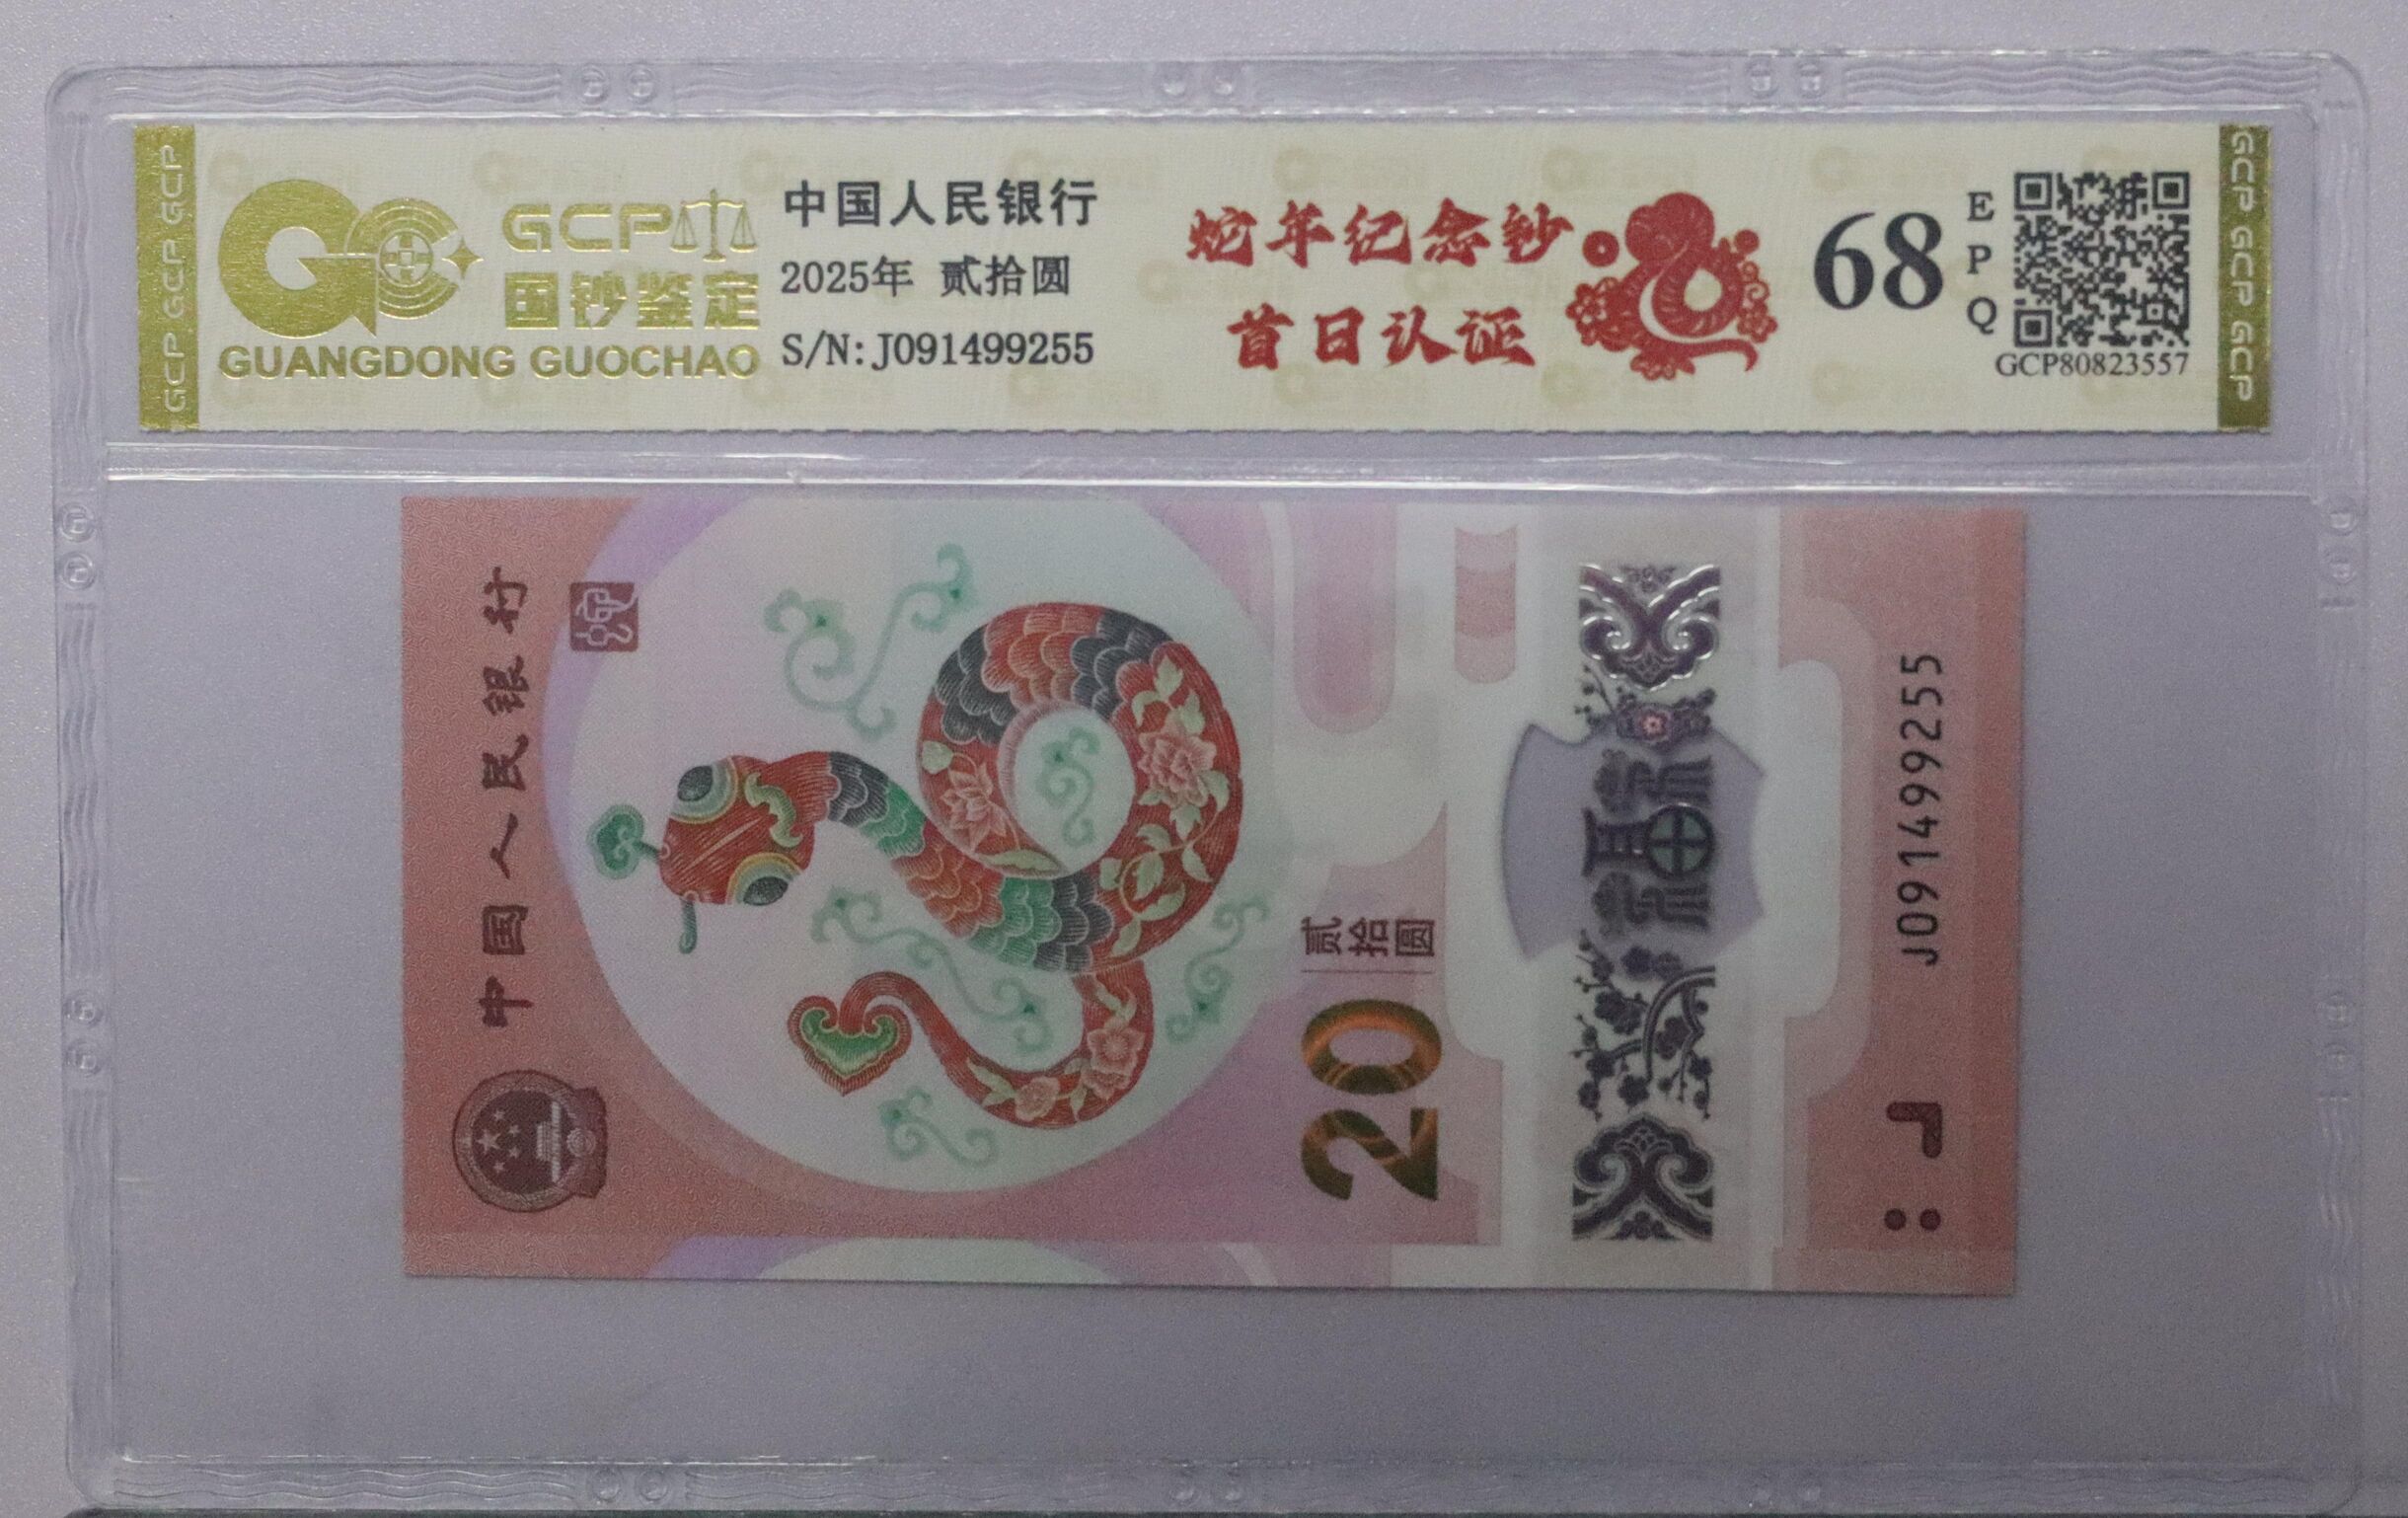 GCP GCP GCP
GCP
国钞鉴定
GUANGDONG GUOCHAO
中国人民银行
2025年 贰拾圆
S/N:J091499255
蛇年纪念钞
首日认证
68
EPQ
GCP80823557
GCP GCP GCP
中国人民银行
贰拾圆
20
福
J091499255